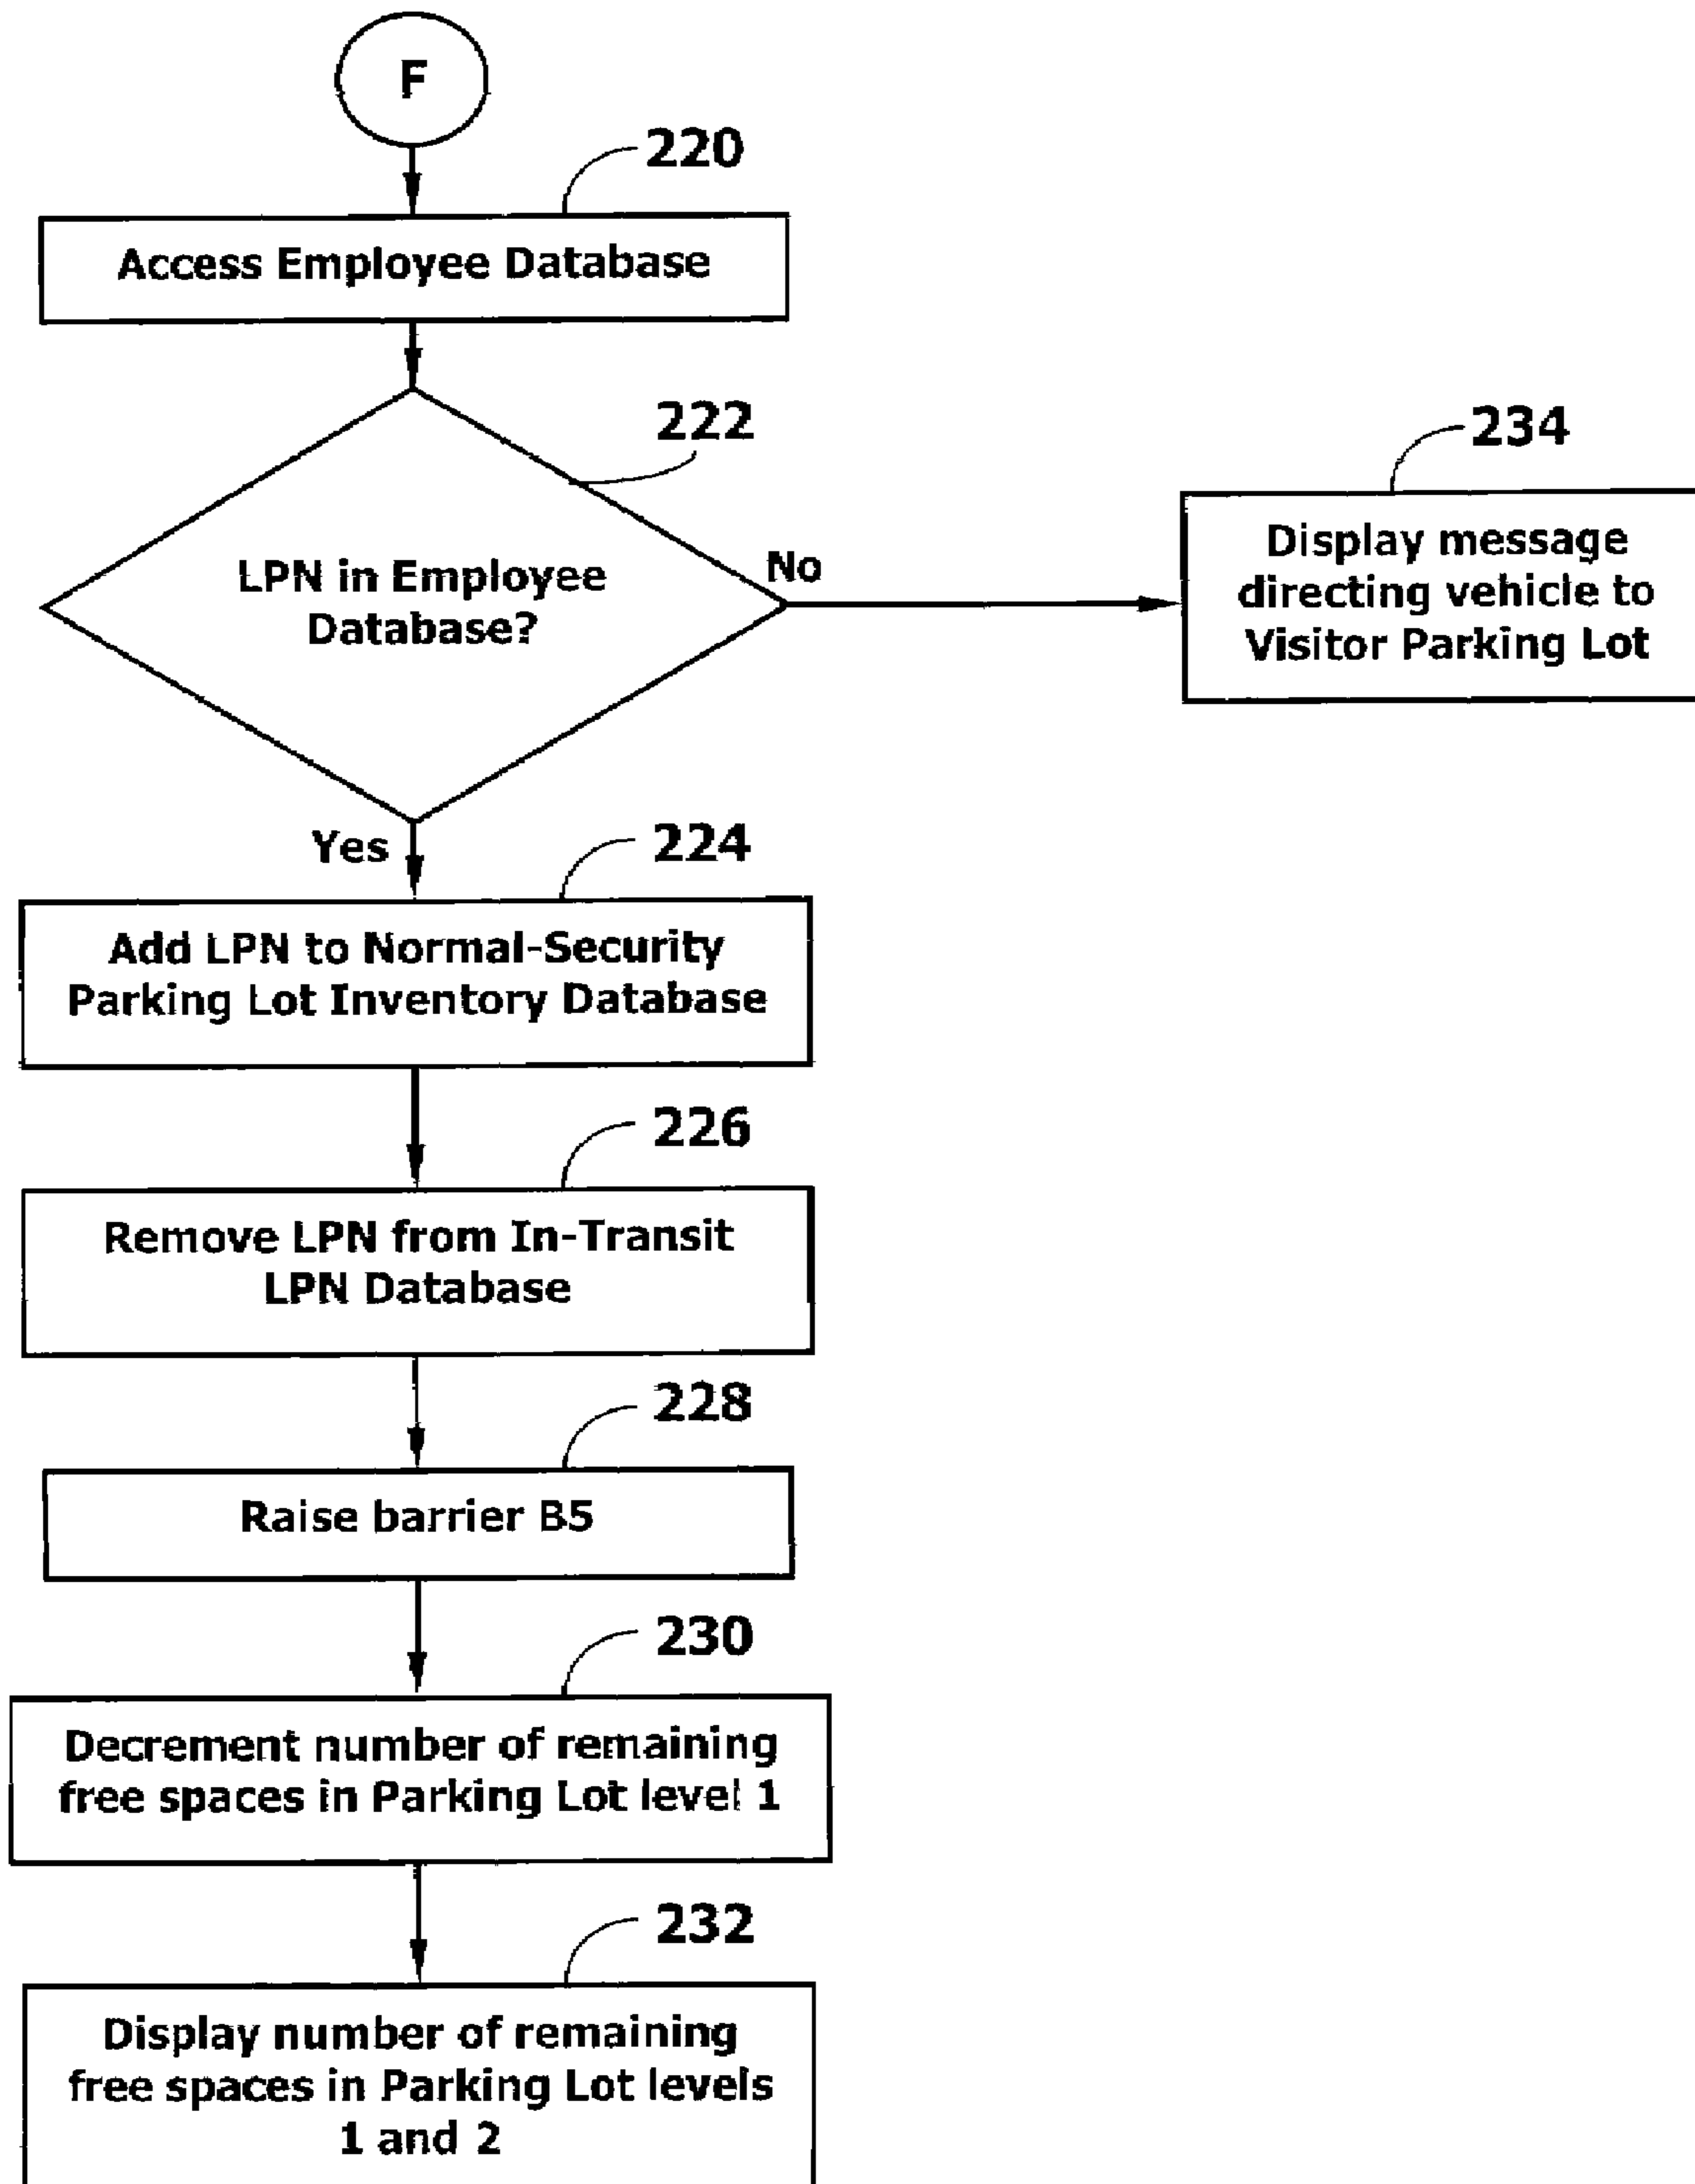 F
220
Access Employee Database
222
LPN in Employee
Database?
No
234
Display message
directing vehicle to
Visitor Parking Lot
Yes
224
Add LPN to Normal-Security
Parking Lot Inventory Database
226
Remove LPN from In-Transit
LPN Database
228
Raise barrier B5
230
Decrement number of remaining
free spaces in Parking Lot level 1
232
Display number of remaining
free spaces in Parking Lot levels
1 and 2